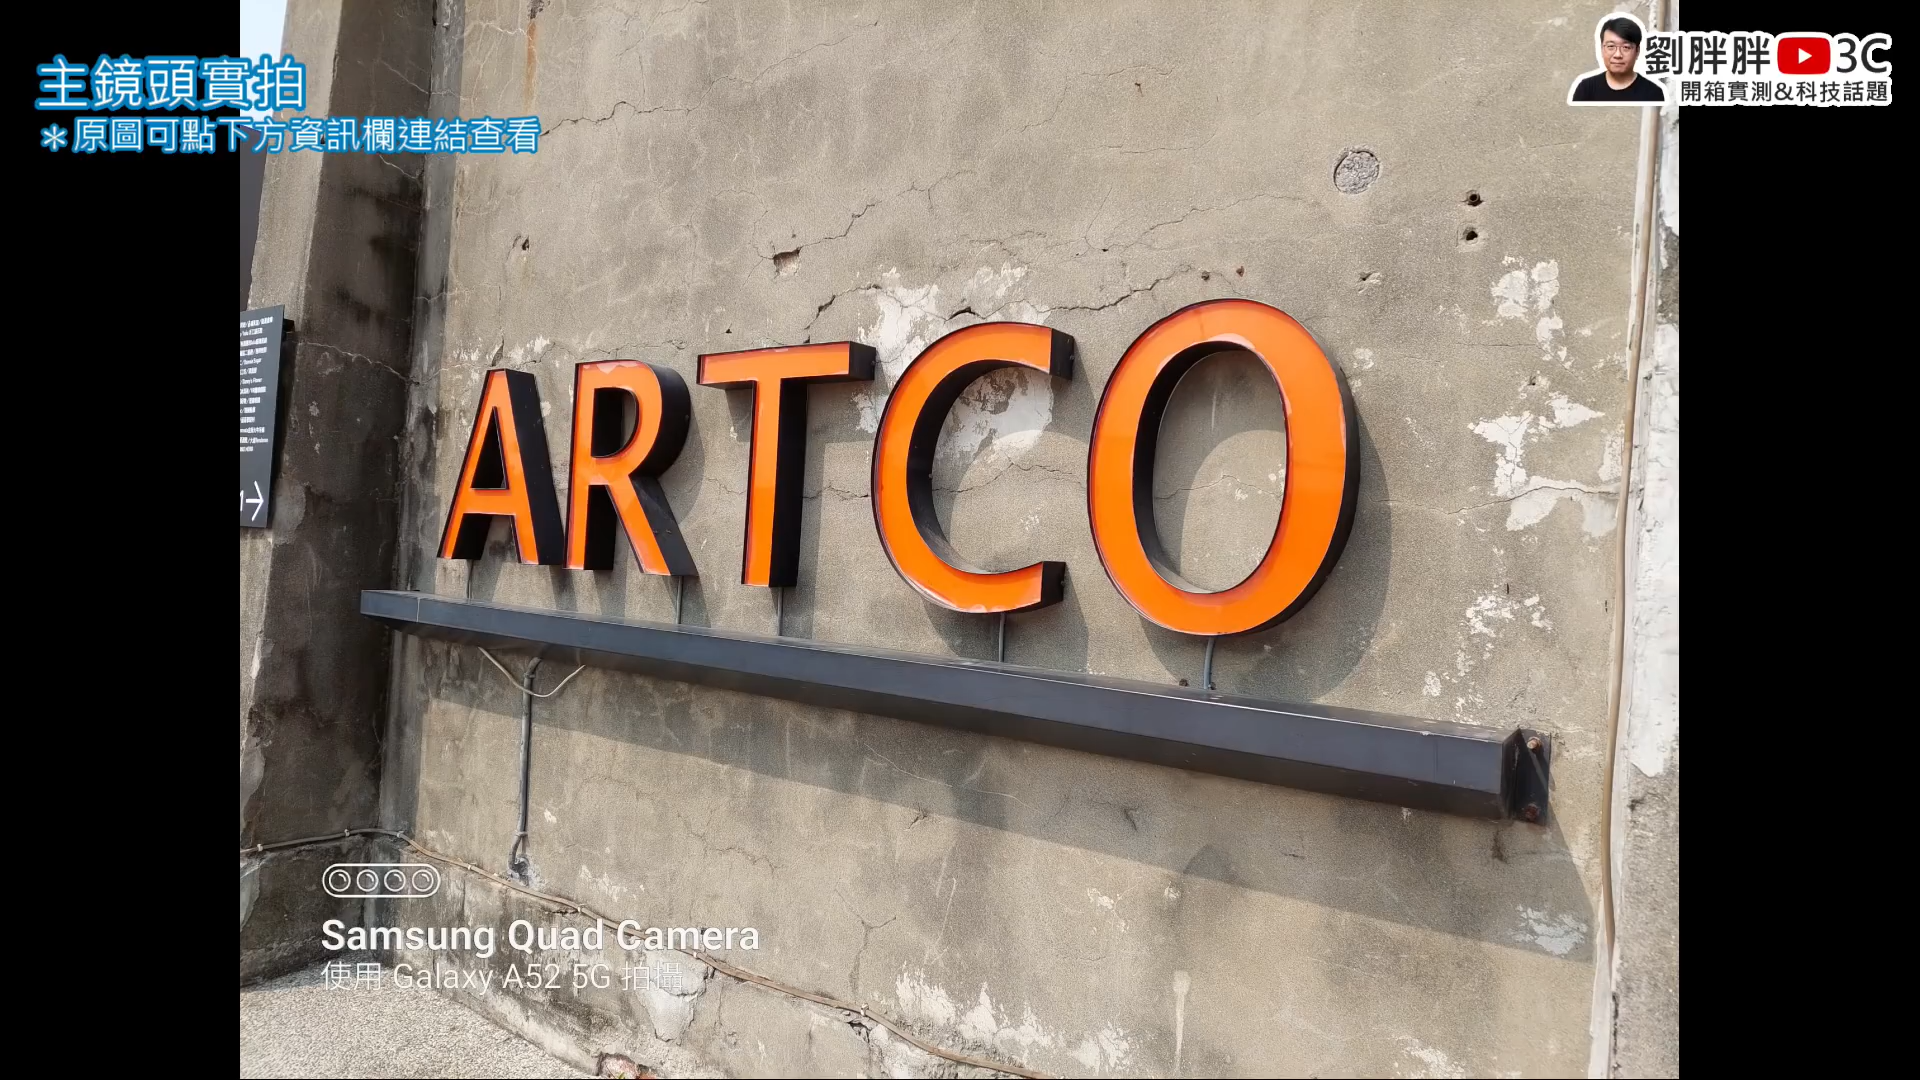 主鏡頭實拍
＊原圖可點下方資訊欄連結查看
劉胖胖 3C
開箱實測&科技話題
ARTCO
Samsung Quad Camera
使用 Galaxy A52 5G 拍攝